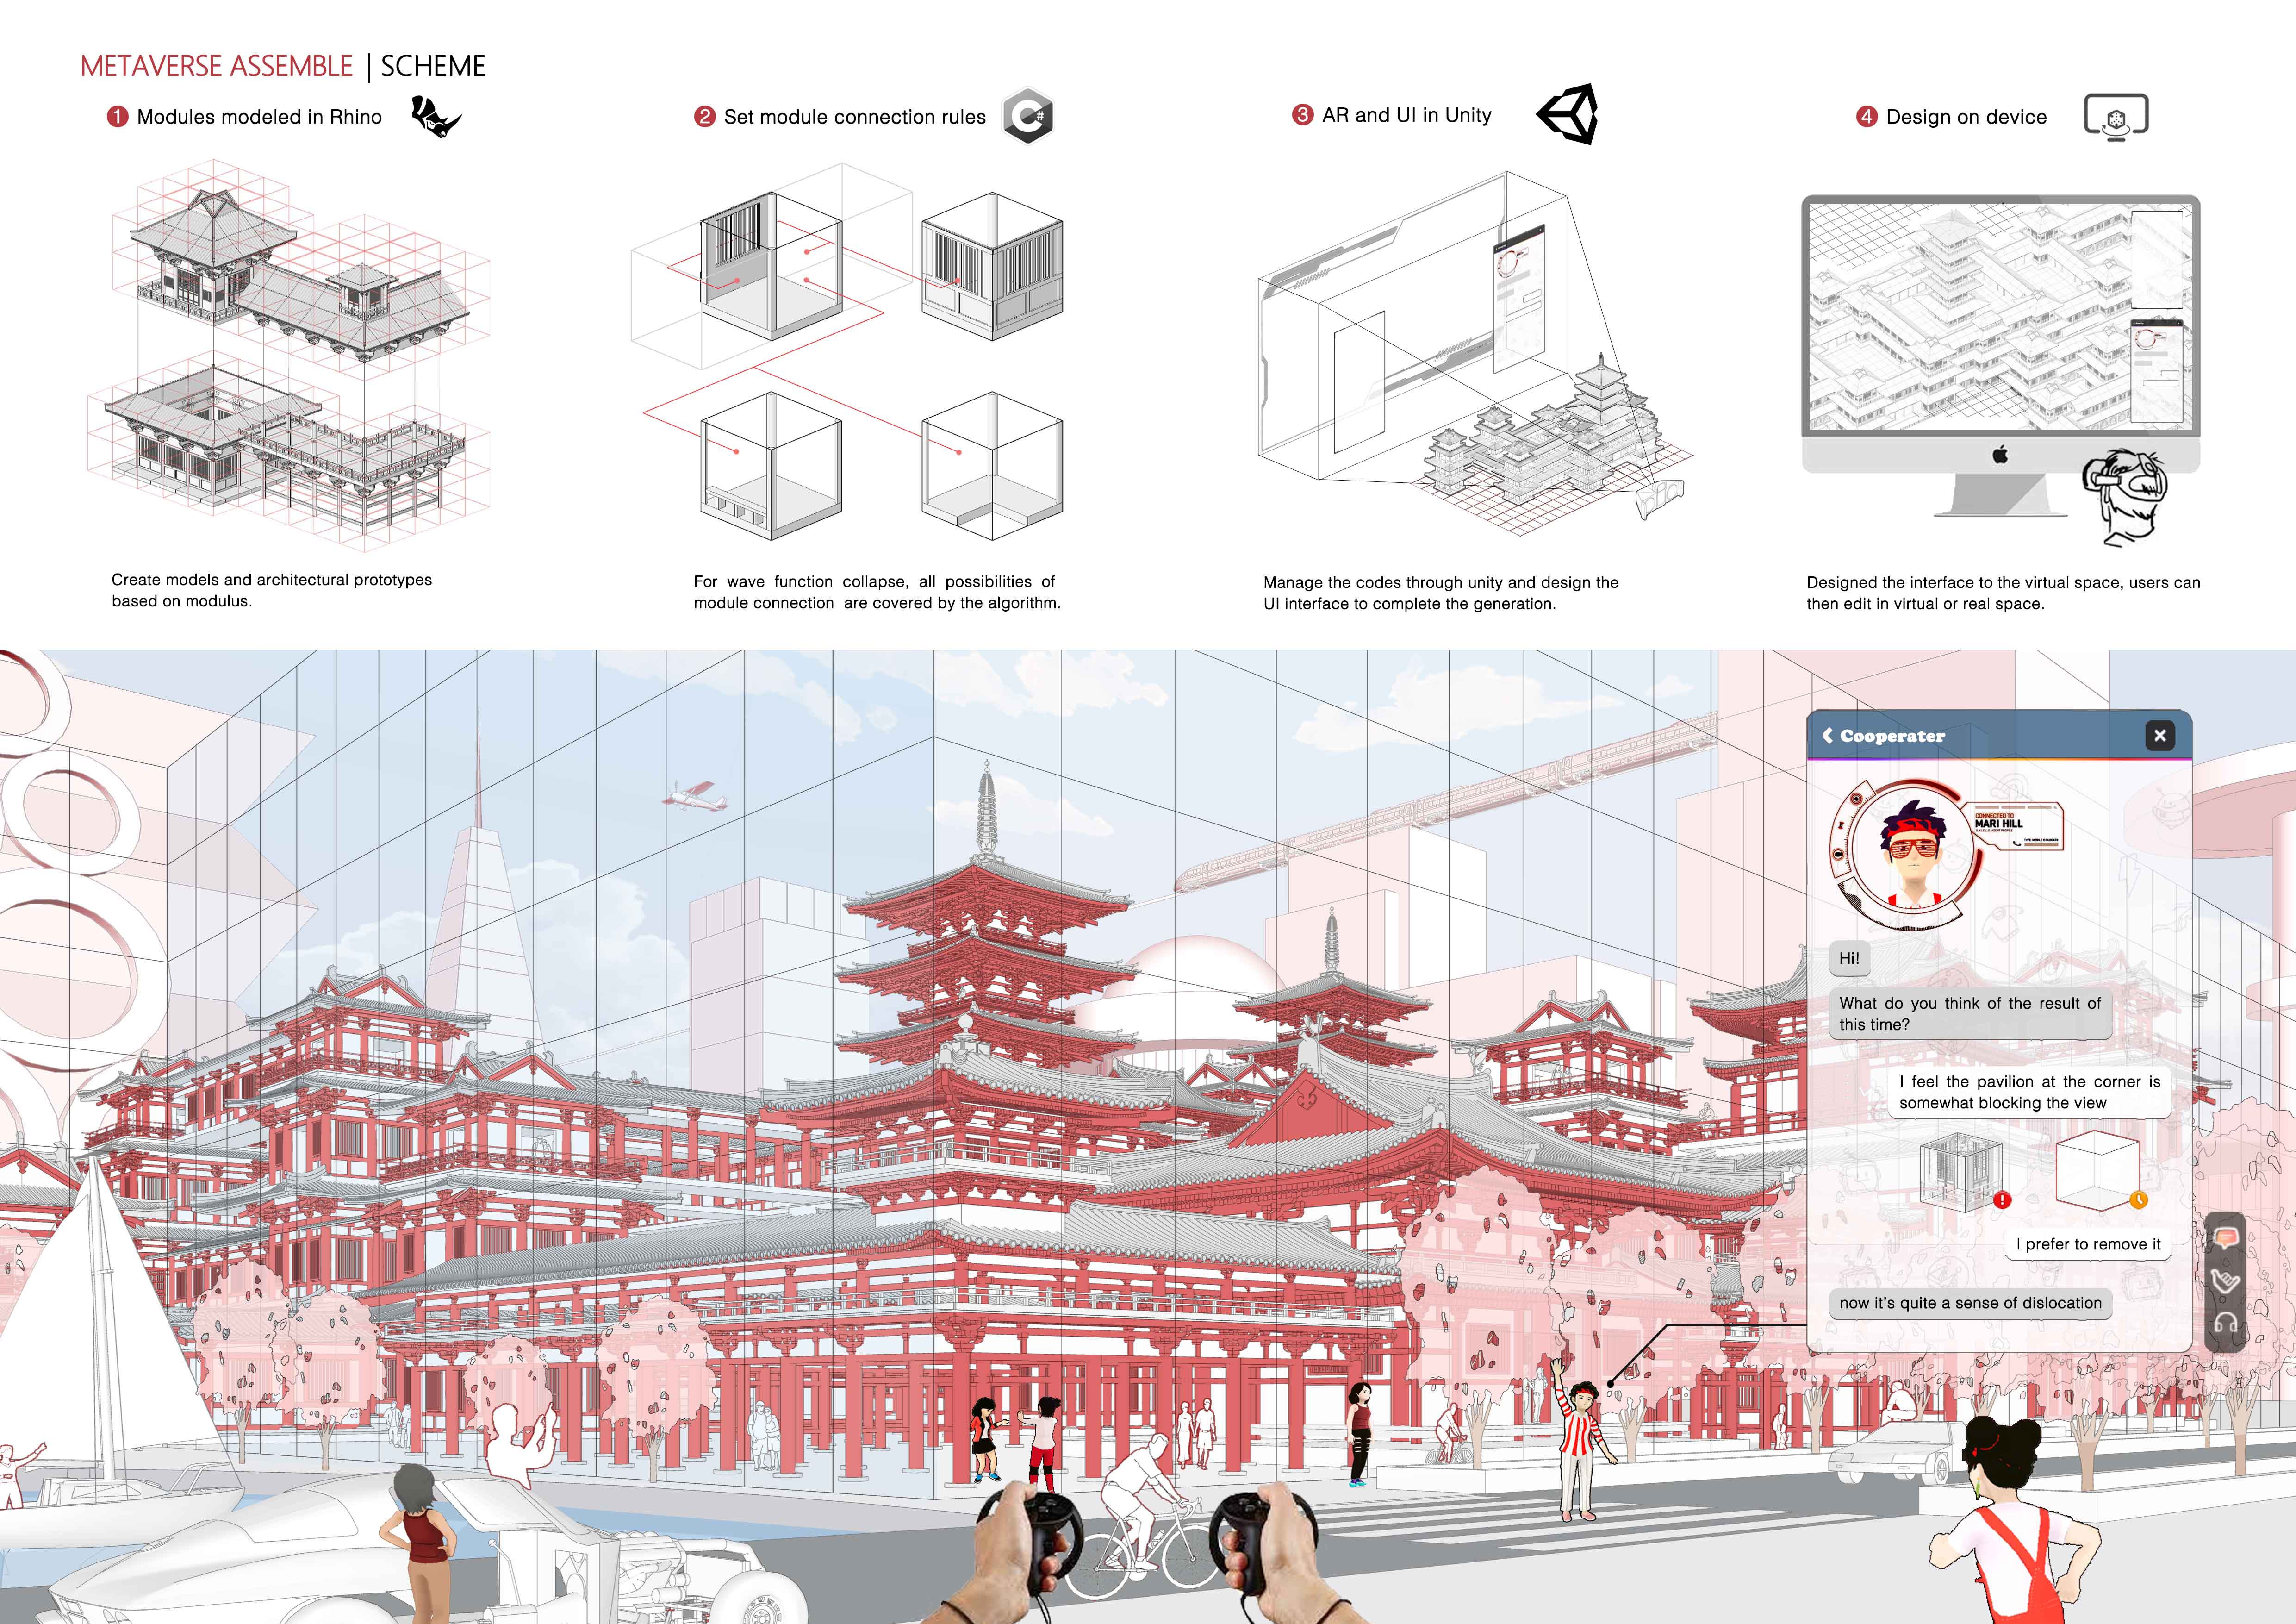 METAVERSE ASSEMBLE | SCHEME
1 Modules modeled in Rhino
2 Set module connection rules
C#
3 AR and UI in Unity
4 Design on device
Create models and architectural prototypes
based on modulus.
For wave function collapse, all possibilities of
module connection are covered by the algorithm.
Manage the codes through unity and design the
UI interface to complete the generation.
Designed the interface to the virtual space, users can
then edit in virtual or real space.
Cooperater
CONNECTED TO
MARI HILL
Hi!
What do you think of the result of
this time?
I feel the pavilion at the corner is
somewhat blocking the view
I prefer to remove it
now it's quite a sense of dislocation